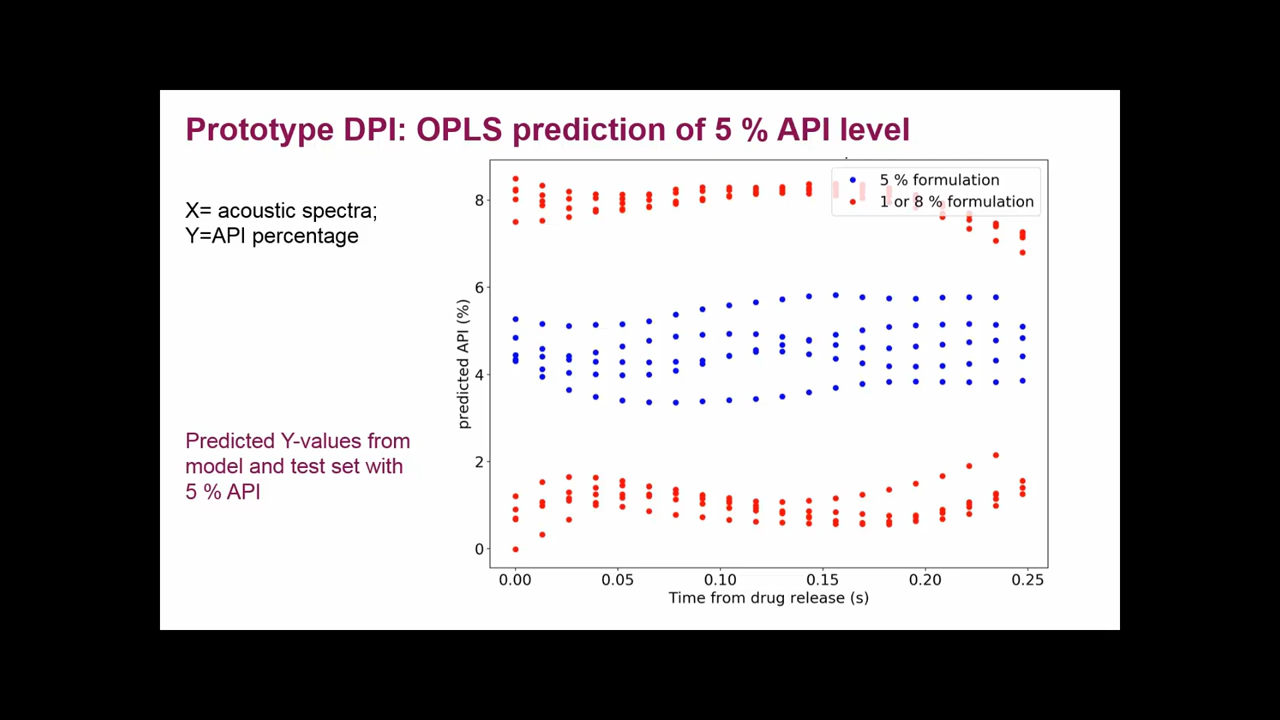 Prototype DPI: OPLS prediction of 5 % API level
X= acoustic spectra;
Y=API percentage
Predicted Y-values from
model and test set with
5 % API
5 % formulation
1 or 8 % formulation
predicted API (%)
8
6
4
2
0
0.00 0.05 0.10 0.15 0.20 0.25
Time from drug release (s)